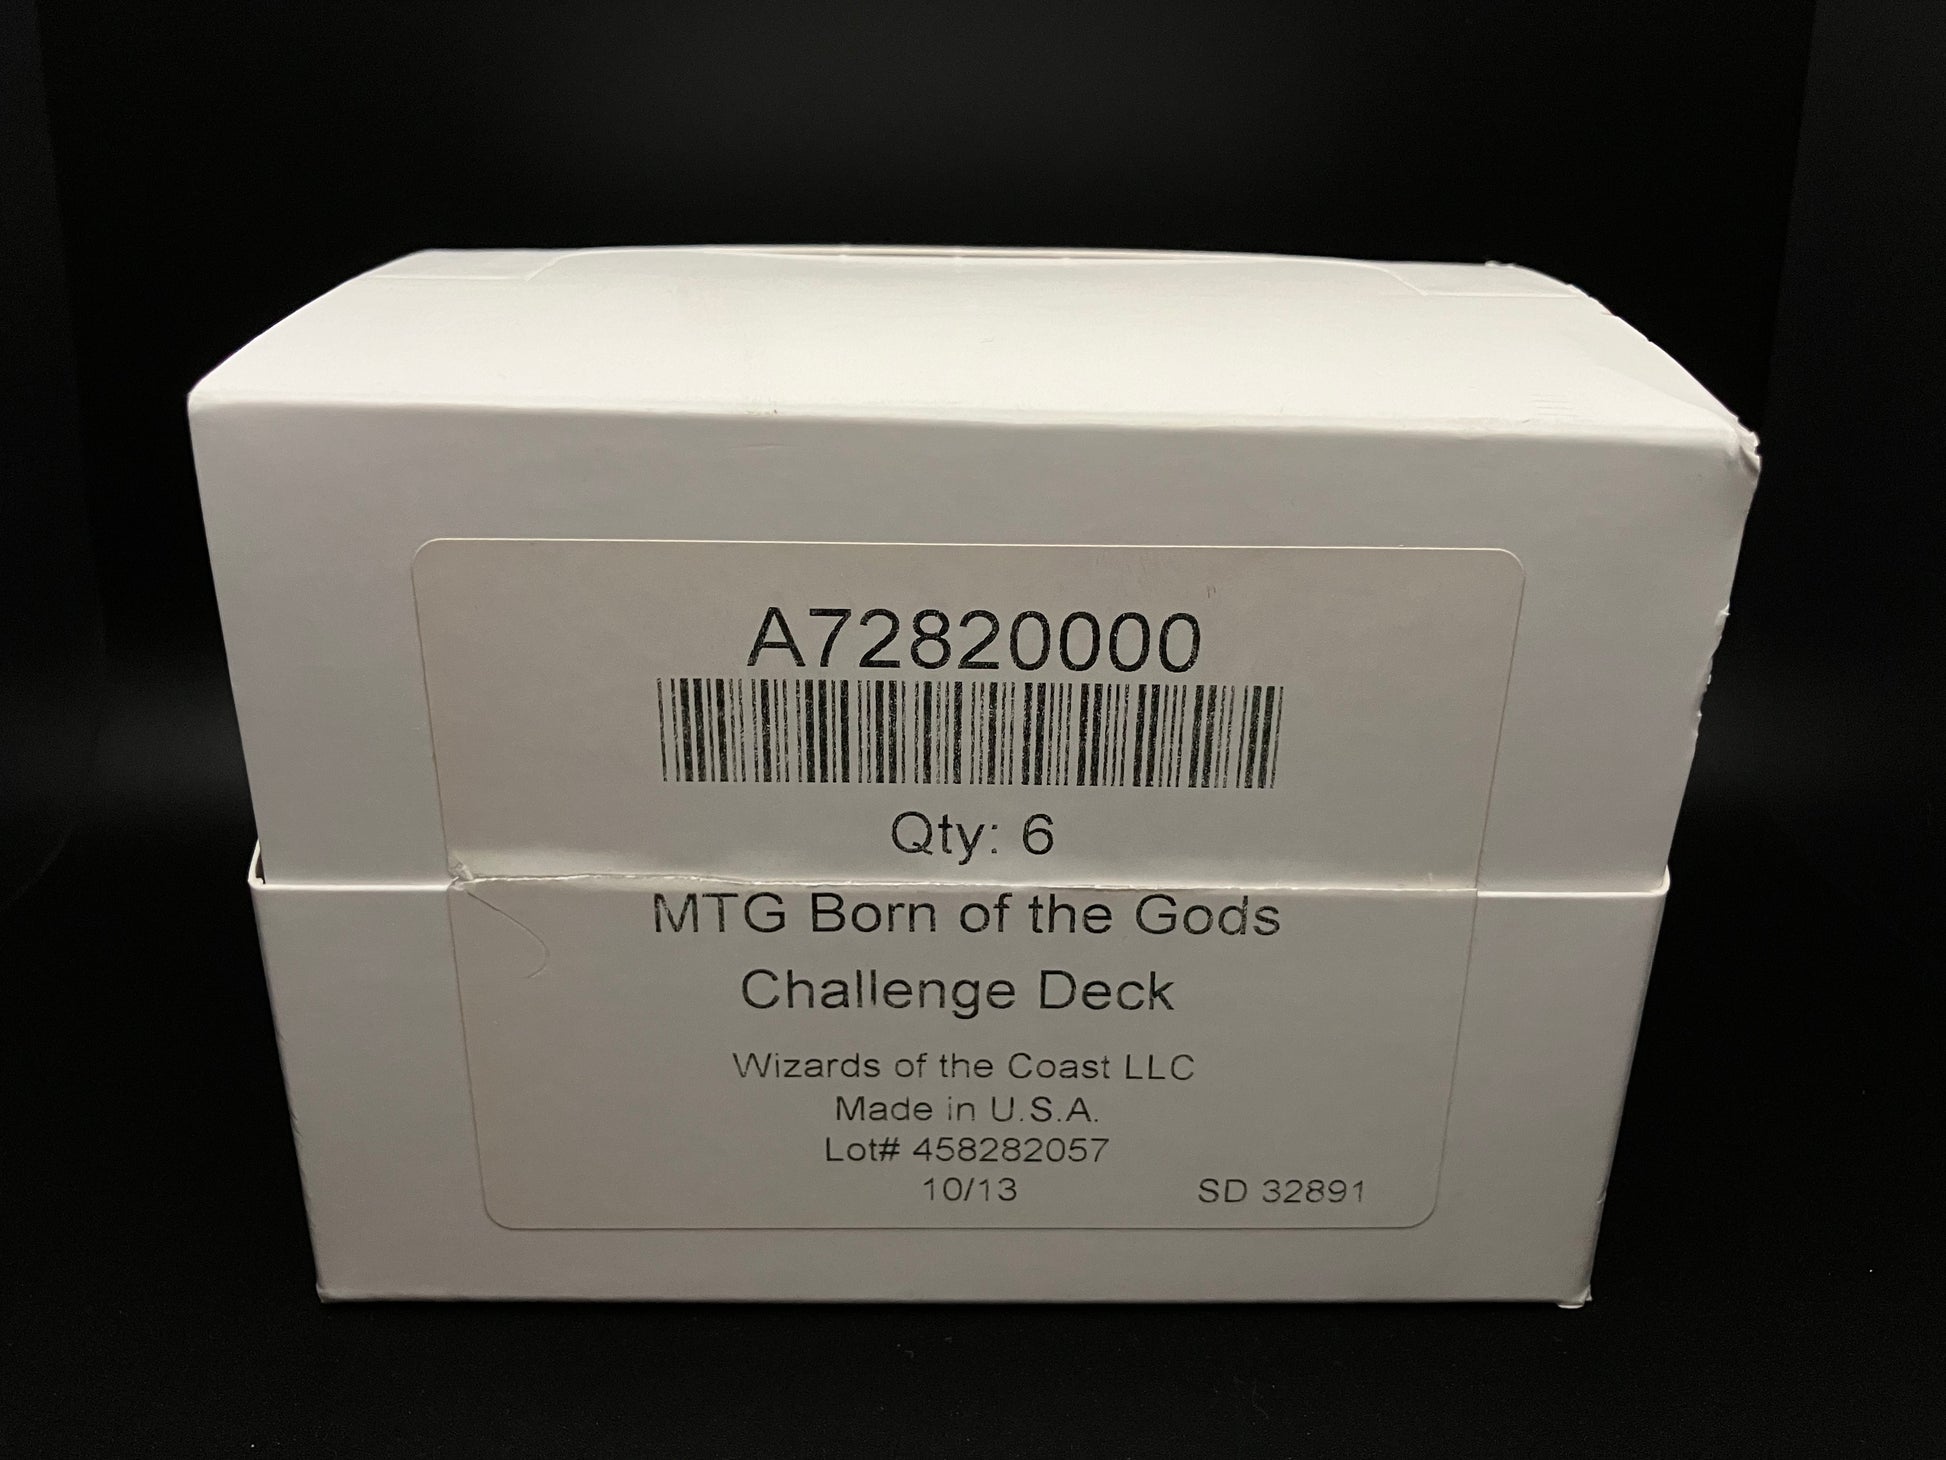 A72820000
Qty: 6
MTG Born of the Gods
Challenge Deck
Wizards of the Coast LLC
Made in U.S.A.
Lot# 458282057
10/13 SD 32891